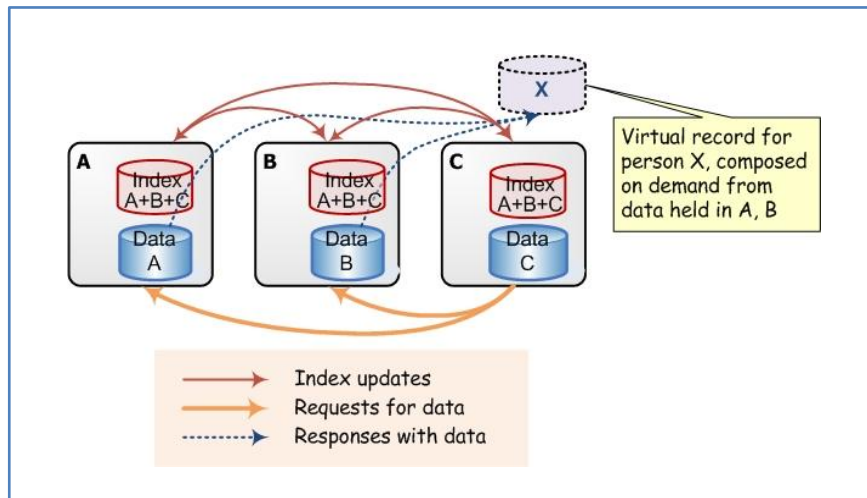 X
Virtual record for
person X, composed
on demand from
data held in A, B
A
Index
A+B+C
Data
A
B
Index
A+B+C
Data
B
C
Index
A+B+C
Data
C
Index updates
Requests for data
Responses with data